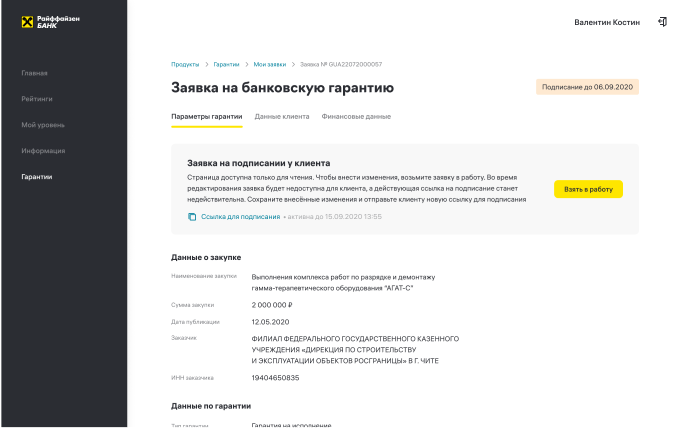 Райффайзен
БАНК
Валентин Костин
Главная
Рейтинги
Мой уровень
Информация
Гарантии
Продукты > Гарантии > Мои заявки > Заявка № GUA22072000057
Заявка на банковскую гарантию
Подписание до 06.09.2020
Параметры гарантии Данные клиента Финансовые данные
Заявка на подписании у клиента
Страница доступна только для чтения. Чтобы внести изменения, возьмите заявку в работу. Во время
редактирования заявка будет недоступна для клиента, а действующая ссылка на подписание станет
недействительна. Сохраните внесённые изменения и отправьте клиенту новую ссылку для подписания
Взять в работу
Ссылка для подписания • активна до 15.09.2020 13:55
Данные о закупке
Наименование закупки Выполнения комплекса работ по разрядке и демонтажу
гамма-терапевтического оборудования "АГАТ-С"
Сумма закупки 2 000 000 ₽
Дата публикации 12.05.2020
Заказчик ФИЛИАЛ ФЕДЕРАЛЬНОГО ГОСУДАРСТВЕННОГО КАЗЕННОГО
УЧРЕЖДЕНИЯ «ДИРЕКЦИЯ ПО СТРОИТЕЛЬСТВУ
И ЭКСПЛУАТАЦИИ ОБЪЕКТОВ РОСГРАНИЦЫ» В Г. ЧИТЕ
ИНН заказчика 19404650835
Данные по гарантии
Тип гарантии Гарантия на исполнение